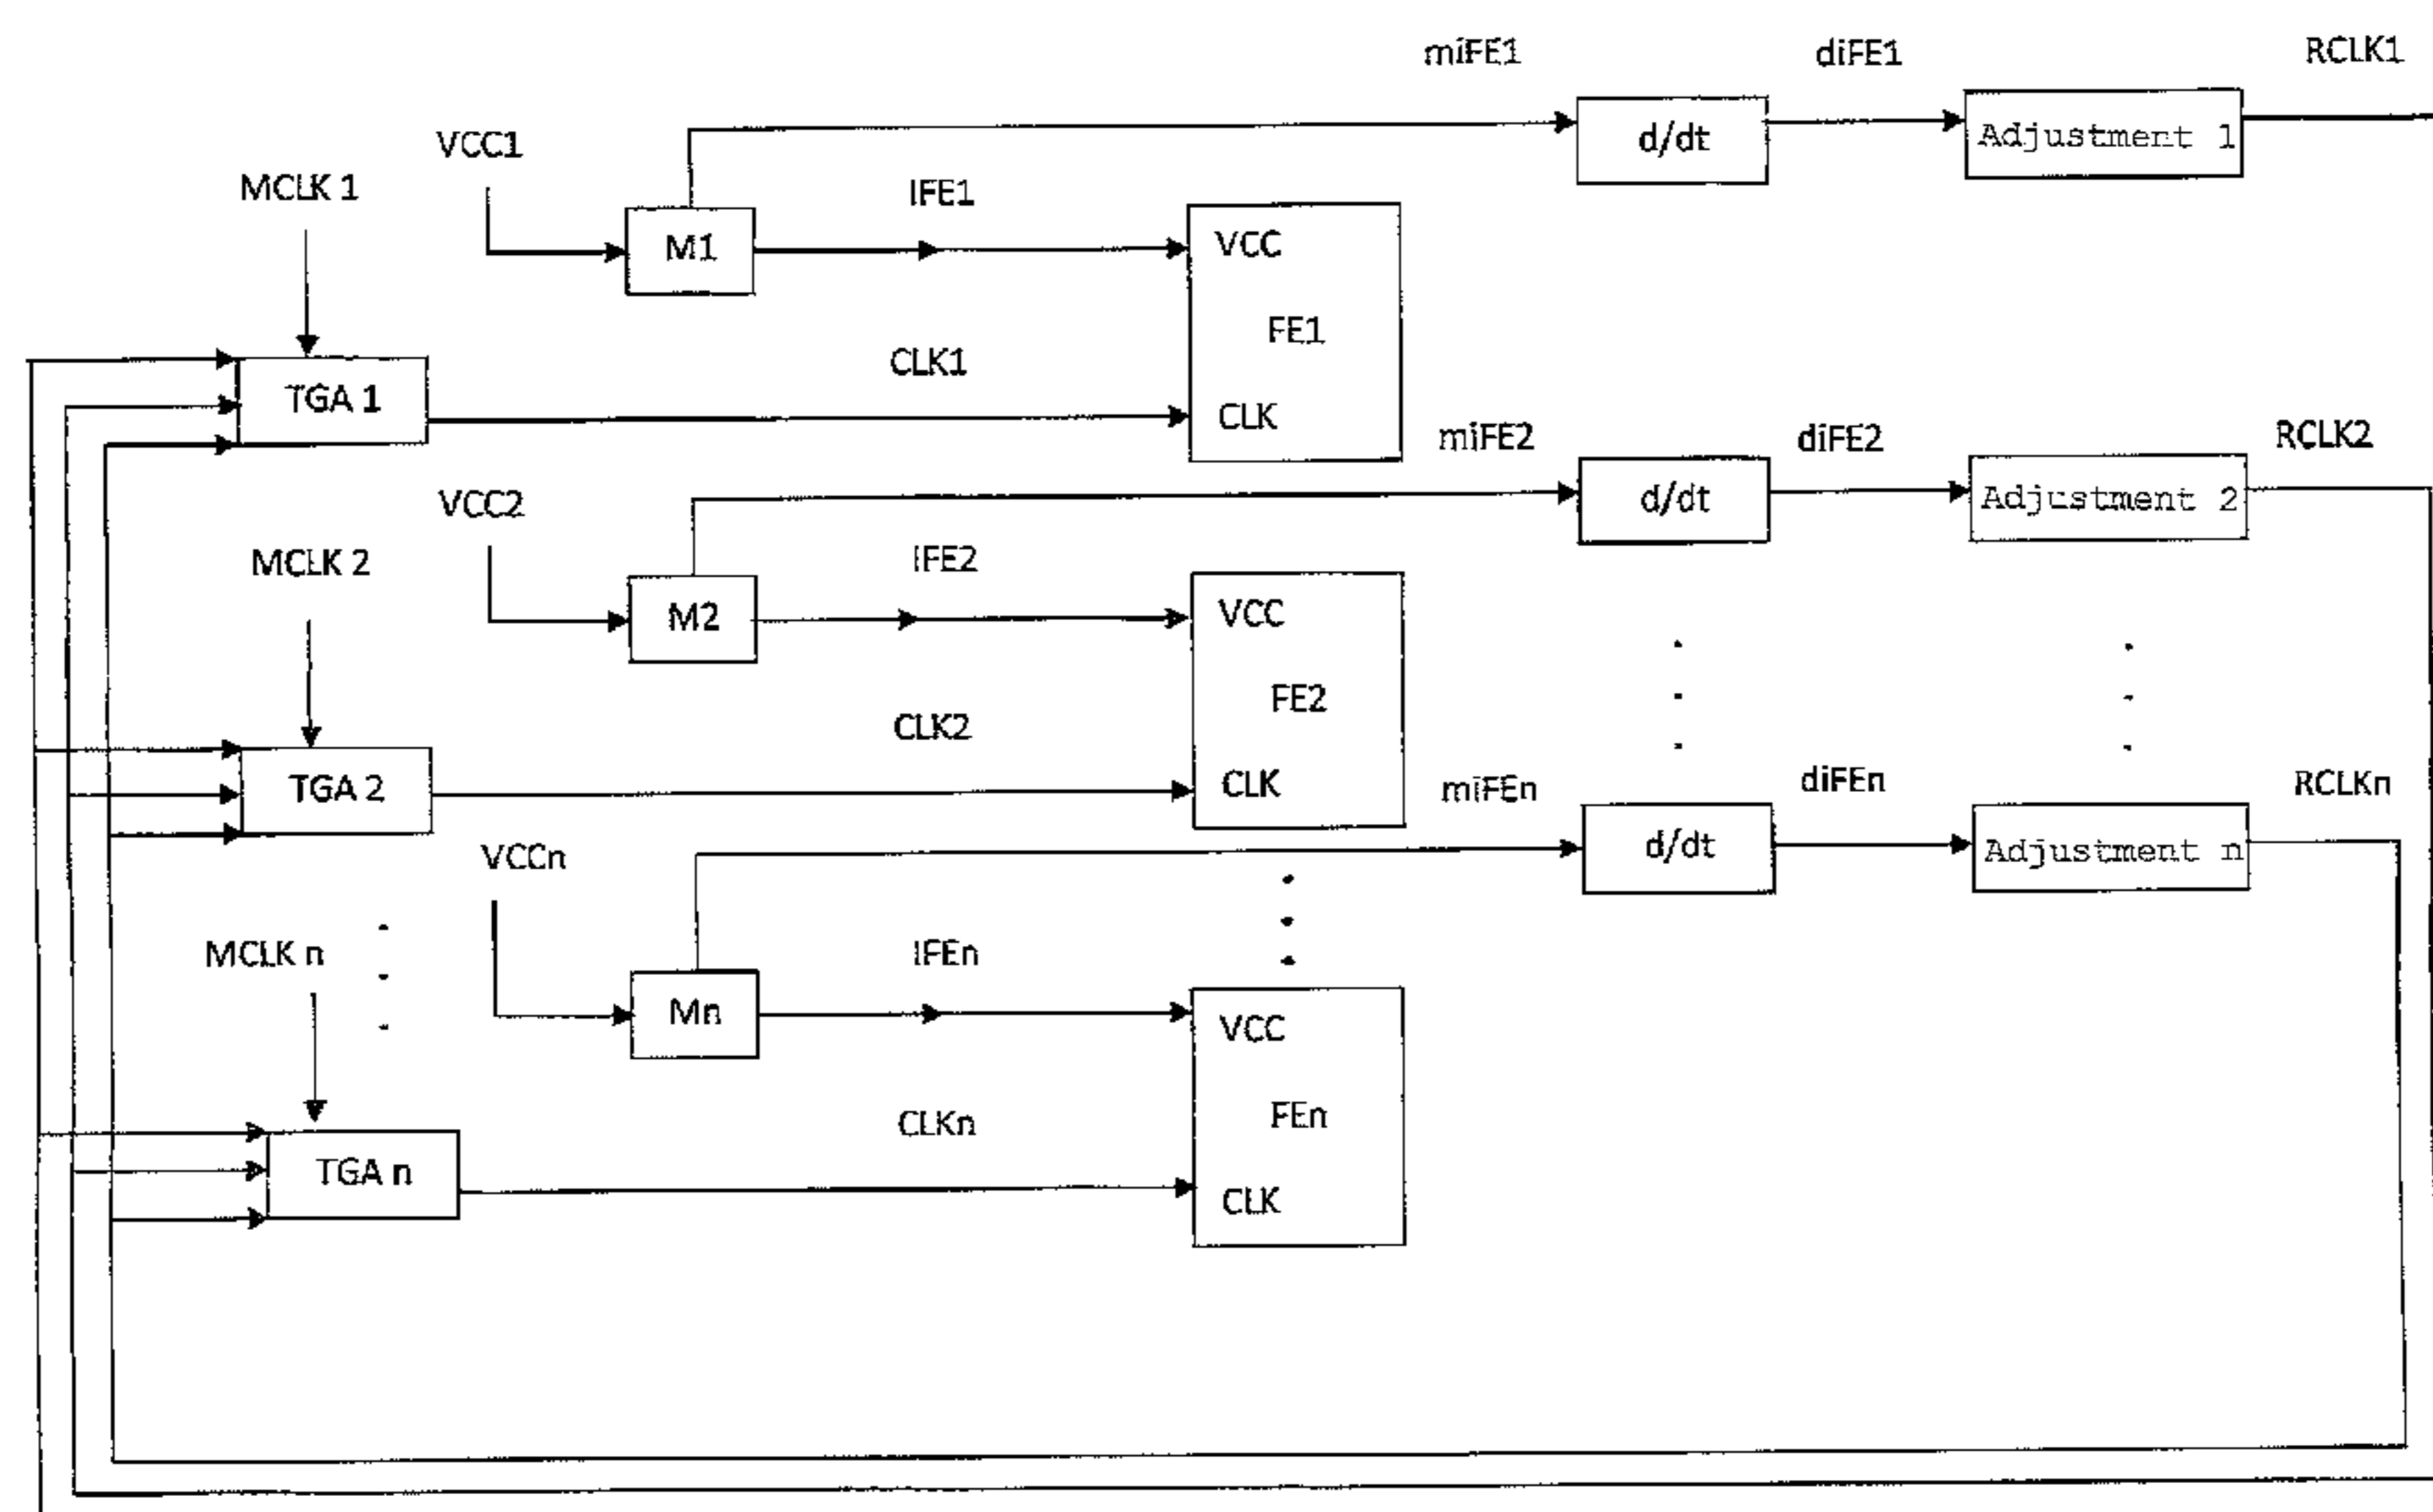 miFE1
diFE1
RCLK1
d/dt
Adjustment 1
VCC1
MCLK 1
M1
IFE1
VCC
FE1
CLK
TGA 1
CLK1
miFE2
diFE2
RCLK2
d/dt
Adjustment 2
VCC2
MCLK 2
M2
IFE2
VCC
FE2
CLK
TGA 2
CLK2
miFEn
diFEn
RCLKn
d/dt
Adjustment n
VCCn
MCLK n
Mn
IFEn
VCC
FEn
CLK
TGA n
CLKn